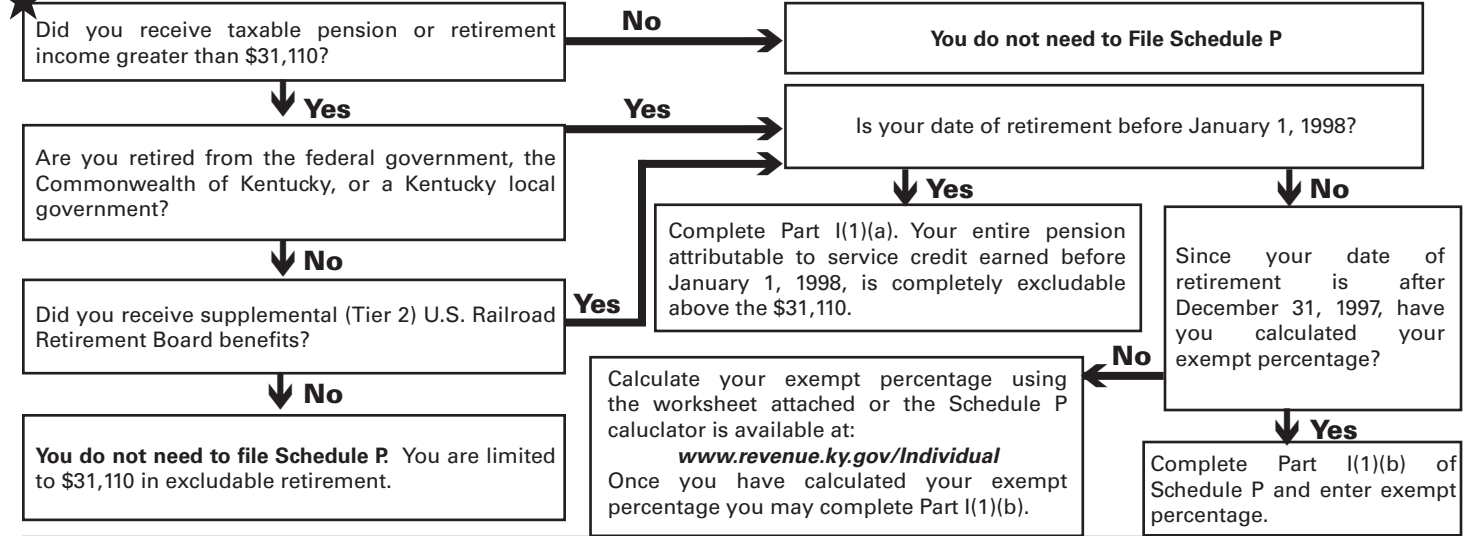 Did you receive taxable pension or retirement
income greater than $31,110?
No
You do not need to File Schedule P
Yes
Are you retired from the federal government, the
Commonwealth of Kentucky, or a Kentucky local
government?
Yes
Is your date of retirement before January 1, 1998?
Yes
Complete Part I(1)(a). Your entire pension
attributable to service credit earned before
January 1, 1998, is completely excludable
above the $31,110.
No
Since your date of
retirement is after
December 31, 1997, have
you calculated your
exempt percentage?
No
Did you receive supplemental (Tier 2) U.S. Railroad
Retirement Board benefits?
Yes
No
You do not need to file Schedule P. You are limited
to $31,110 in excludable retirement.
No
Calculate your exempt percentage using
the worksheet attached or the Schedule P
caluclator is available at:
www.revenue.ky.gov/Individual
Once you have calculated your exempt
percentage you may complete Part I(1)(b).
Yes
Complete Part I(1)(b) of
Schedule P and enter exempt
percentage.